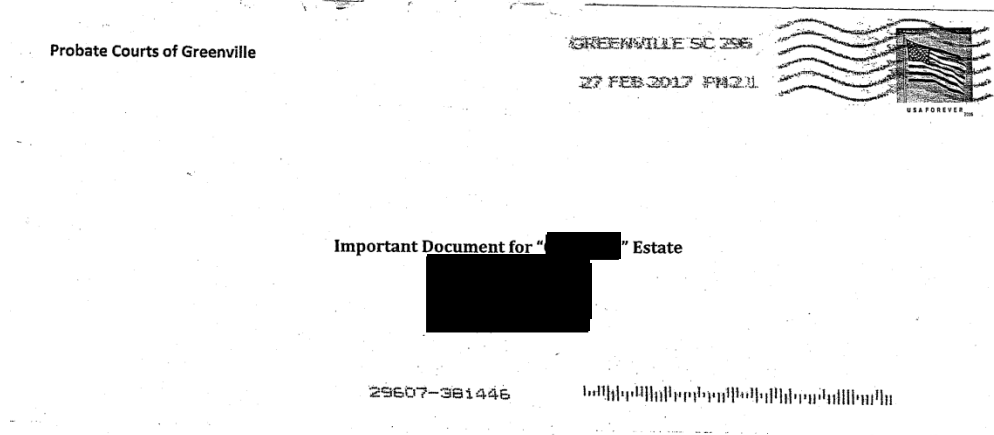 Probate Courts of Greenville
GREENVILLE SC 296
27 FEB 2017 PM 2 L
USA FOREVER
Important Document for “ ” Estate
29607-381446